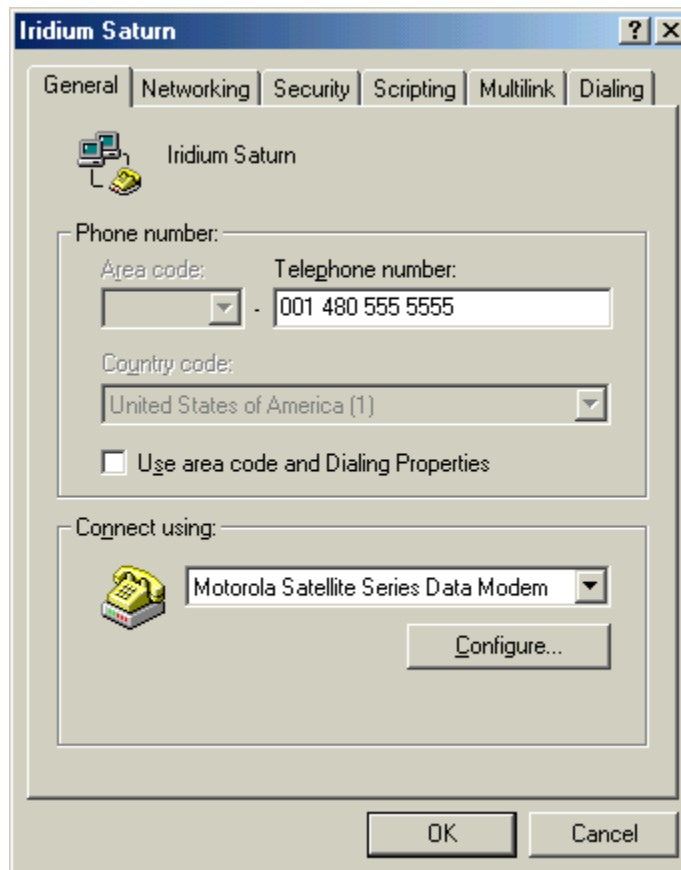 Iridium Saturn
General Networking Security Scripting Multilink Dialing
Iridium Saturn
Phone number:
Area code: Telephone number:
- 001 480 555 5555
Country code:
United States of America (1)
Use area code and Dialing Properties
Connect using:
Motorola Satellite Series Data Modem
Configure...
OK Cancel